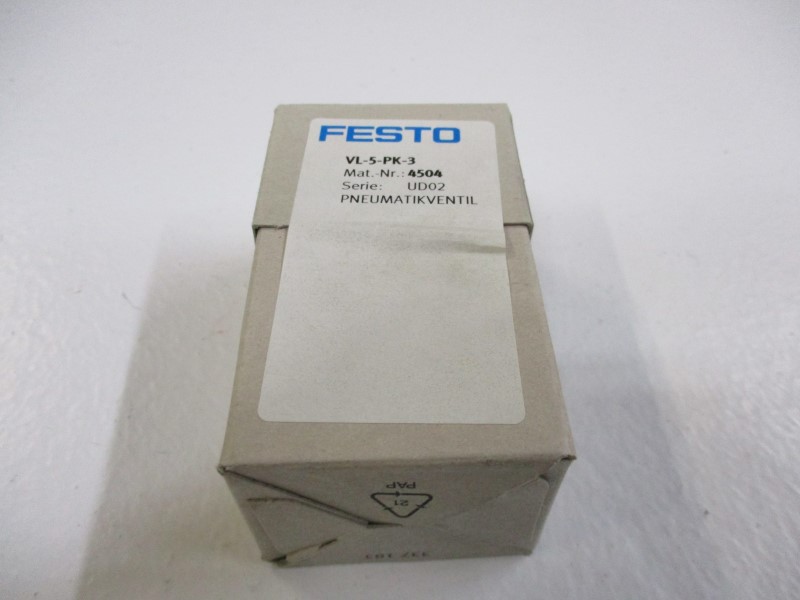 FESTO
VL-5-PK-3
Mat.-Nr.: 4504
Serie: UD02
PNEUMATIKVENTIL
21
PAP